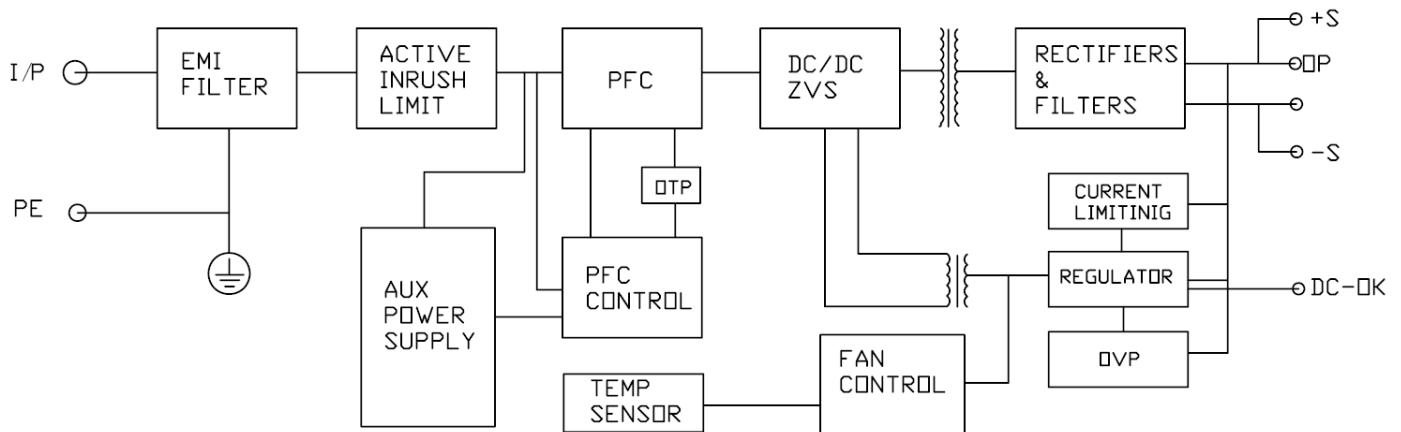 I/P
EMI
FILTER
ACTIVE
INRUSH
LIMIT
PFC
DC/DC
ZVS
RECTIFIERS
&
FILTERS
+S
OP
-S
PE
OTP
CURRENT
LIMITINIG
AUX
POWER
SUPPLY
PFC
CONTROL
REGULATOR
DC-OK
OVP
FAN
CONTROL
TEMP
SENSOR